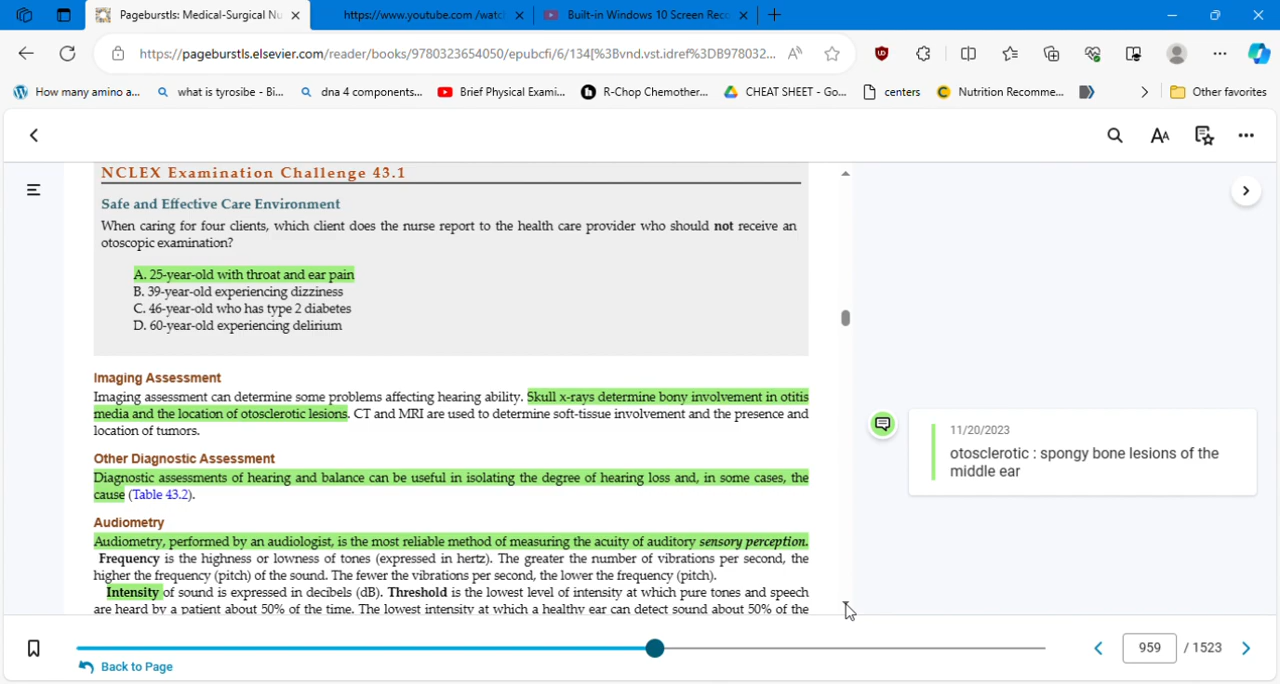 Pageburstls: Medical-Surgical Nu
https://www.youtube.com/watc
Built-in Windows 10 Screen Rec
https://pageburstls.elsevier.com/reader/books/9780323654050/epubcfi/6/134[%3Bvnd.vst.idref%3DB978032...
How many amino a...
what is tyrosibe - Bi...
dna 4 components...
Brief Physical Exami...
R-Chop Chemother...
CHEAT SHEET - Go...
centers
Nutrition Recomme...
Other favorites
NCLEX Examination Challenge 43.1
Safe and Effective Care Environment
When caring for four clients, which client does the nurse report to the health care provider who should not receive an
otoscopic examination?
A. 25-year-old with throat and ear pain
B. 39-year-old experiencing dizziness
C. 46-year-old who has type 2 diabetes
D. 60-year-old experiencing delirium
Imaging Assessment
Imaging assessment can determine some problems affecting hearing ability. Skull x-rays determine bony involvement in otitis
media and the location of otosclerotic lesions. CT and MRI are used to determine soft-tissue involvement and the presence and
location of tumors.
Other Diagnostic Assessment
Diagnostic assessments of hearing and balance can be useful in isolating the degree of hearing loss and, in some cases, the
cause (Table 43.2).
Audiometry
Audiometry, performed by an audiologist, is the most reliable method of measuring the acuity of auditory sensory perception.
Frequency is the highness or lowness of tones (expressed in hertz). The greater the number of vibrations per second, the
higher the frequency (pitch) of the sound. The fewer the vibrations per second, the lower the frequency (pitch).
Intensity of sound is expressed in decibels (dB). Threshold is the lowest level of intensity at which pure tones and speech
are heard by a patient about 50% of the time. The lowest intensity at which a healthy ear can detect sound about 50% of the
11/20/2023
otosclerotic : spongy bone lesions of the
middle ear
Back to Page
959 / 1523